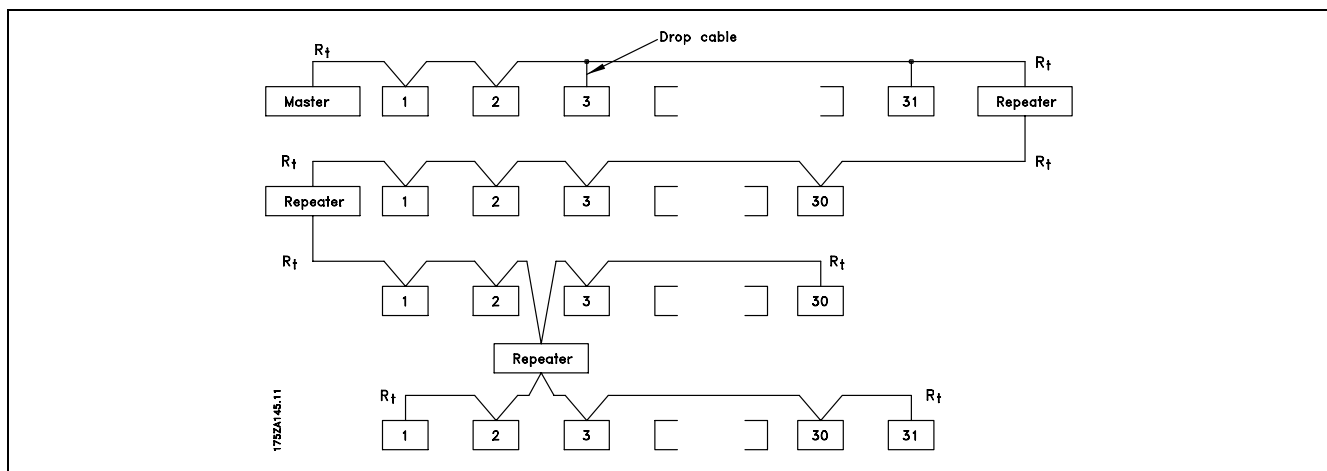 Drop cable
Rt Rt
Master 1 2 3 31 Repeater
Rt Rt
Repeater 1 2 3 30
Rt Rt
1 2 3 30
Repeater
Rt Rt
1 2 3 30 31
175ZA145.11